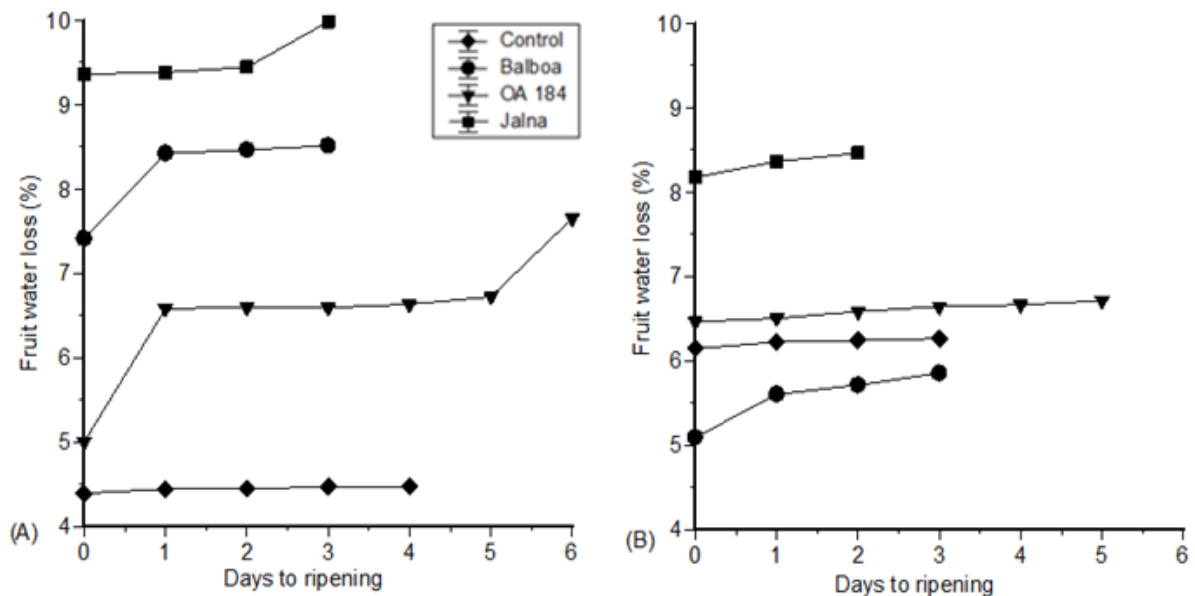 Fruit water loss (%)
10
9
8
7
6
5
4
0 1 2 3 4 5 6
Days to ripening
(A)
Control
Balboa
OA 184
Jalna
Fruit water loss (%)
10
9
8
7
6
5
4
0 1 2 3 4 5 6
Days to ripening
(B)